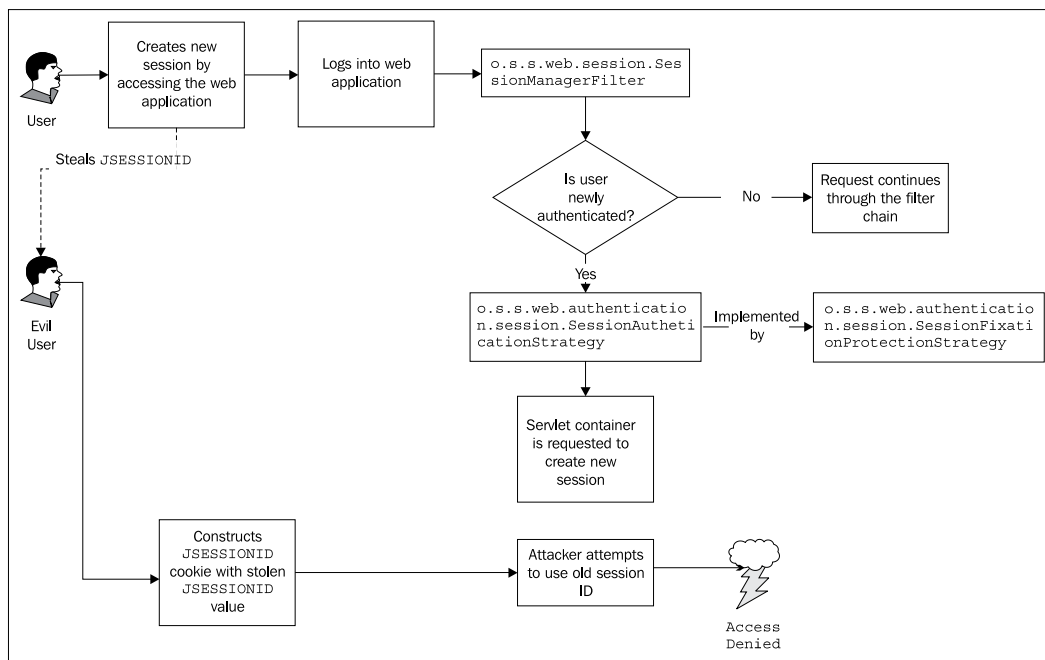 User
Creates new
session by
accessing the web
application
Logs into web
application
o.s.s.web.session.Ses
sionManagerFilter
Steals JSESSIONID
Is user
newly
authenticated?
No
Request continues
through the filter
chain
Yes
Evil
User
o.s.s.web.authenticatio
n.session.SessionAutheti
cationStrategy
Implemented
by
o.s.s.web.authenticatio
n.session.SessionFixati
onProtectionStrategy
Servlet container
is requested to
create new
session
Constructs
JSESSIONID
cookie with stolen
JSESSIONID
value
Attacker attempts
to use old session
ID
Access
Denied